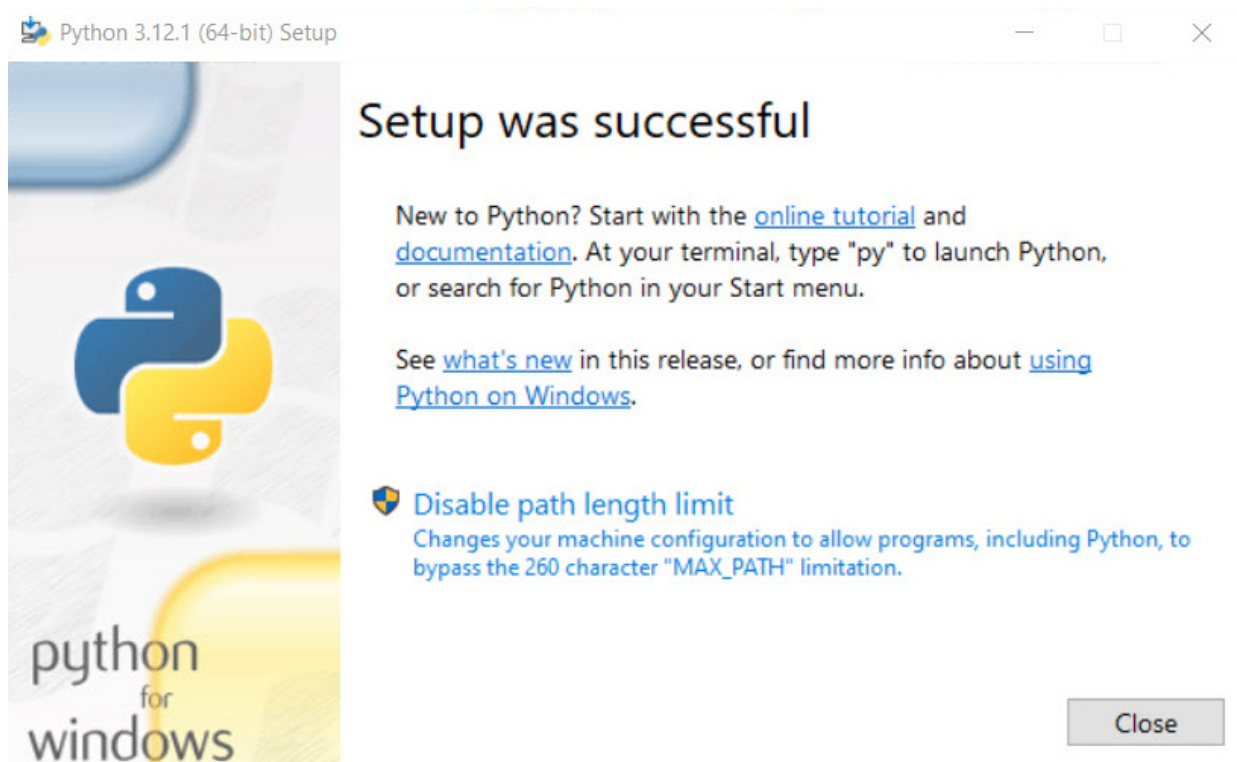 Python 3.12.1 (64-bit) Setup
Setup was successful
New to Python? Start with the online tutorial and
documentation. At your terminal, type "py" to launch Python,
or search for Python in your Start menu.
See what's new in this release, or find more info about using
Python on Windows.
Disable path length limit
Changes your machine configuration to allow programs, including Python, to
bypass the 260 character "MAX_PATH" limitation.
python
for
windows
Close